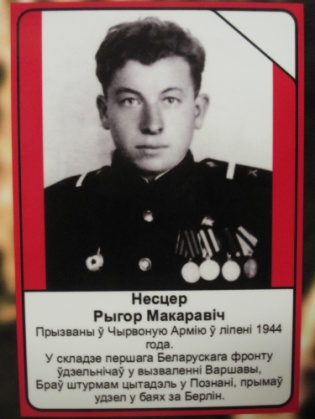 Несцер
Рыгор Макаравіч
Прызваны ў Чырвоную Армію ў ліпені 1944
года.
У складзе першага Беларускага фронту
ўдзельнічаў у вызваленні Варшавы,
Браў штурмам цытадэль у Познані, прымаў
удзел у баях за Берлін.